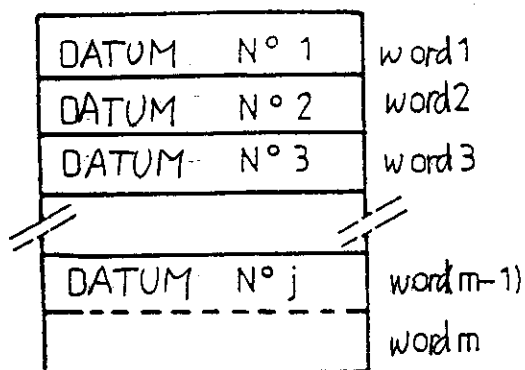 DATUM N° 1 word1
DATUM N° 2 word2
DATUM N° 3 word3
DATUM N° j word(m-1)
word m